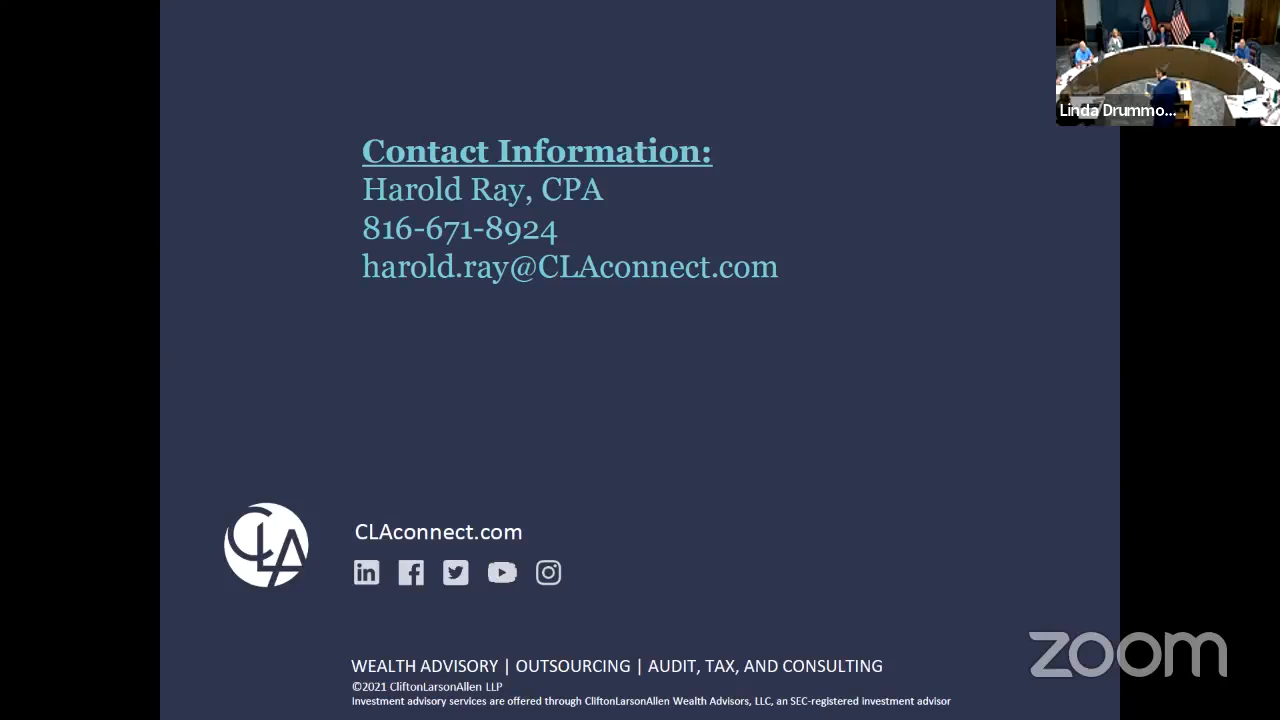 Linda Drummo...
Contact Information:
Harold Ray, CPA
816-671-8924
harold.ray@CLAconnect.com
CLA
CLAconnect.com
in
f
WEALTH ADVISORY | OUTSOURCING | AUDIT, TAX, AND CONSULTING
©2021 CliftonLarsonAllen LLP
Investment advisory services are offered through CliftonLarsonAllen Wealth Advisors, LLC, an SEC-registered investment advisor
zoom